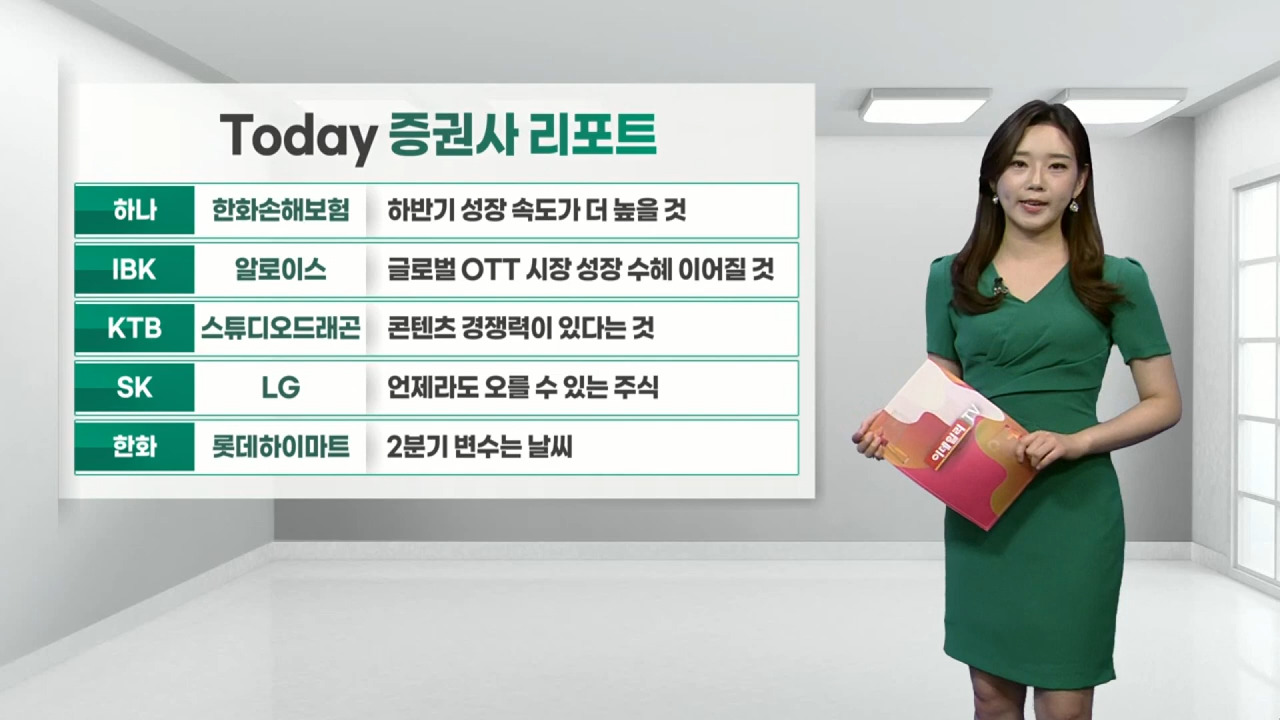 Today 증권사 리포트
하나 한화손해보험 하반기 성장 속도가 더 높을 것
IBK 알로이스 글로벌 OTT 시장 성장 수혜 이어질 것
KTB 스튜디오드래곤 콘텐츠 경쟁력이 있다는 것
SK LG 언제라도 오를 수 있는 주식
한화 롯데하이마트 2분기 변수는 날씨
이데일리 TV